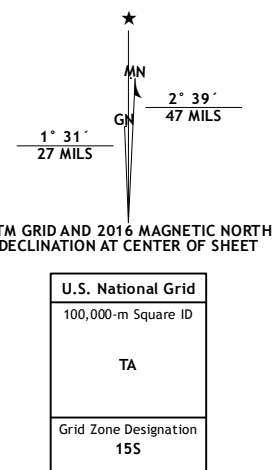 ★
MN
2° 39´
GN
47 MILS
1° 31´
27 MILS
TM GRID AND 2016 MAGNETIC NORTH
DECLINATION AT CENTER OF SHEET
U.S. National Grid
100,000-m Square ID
TA
Grid Zone Designation
15S